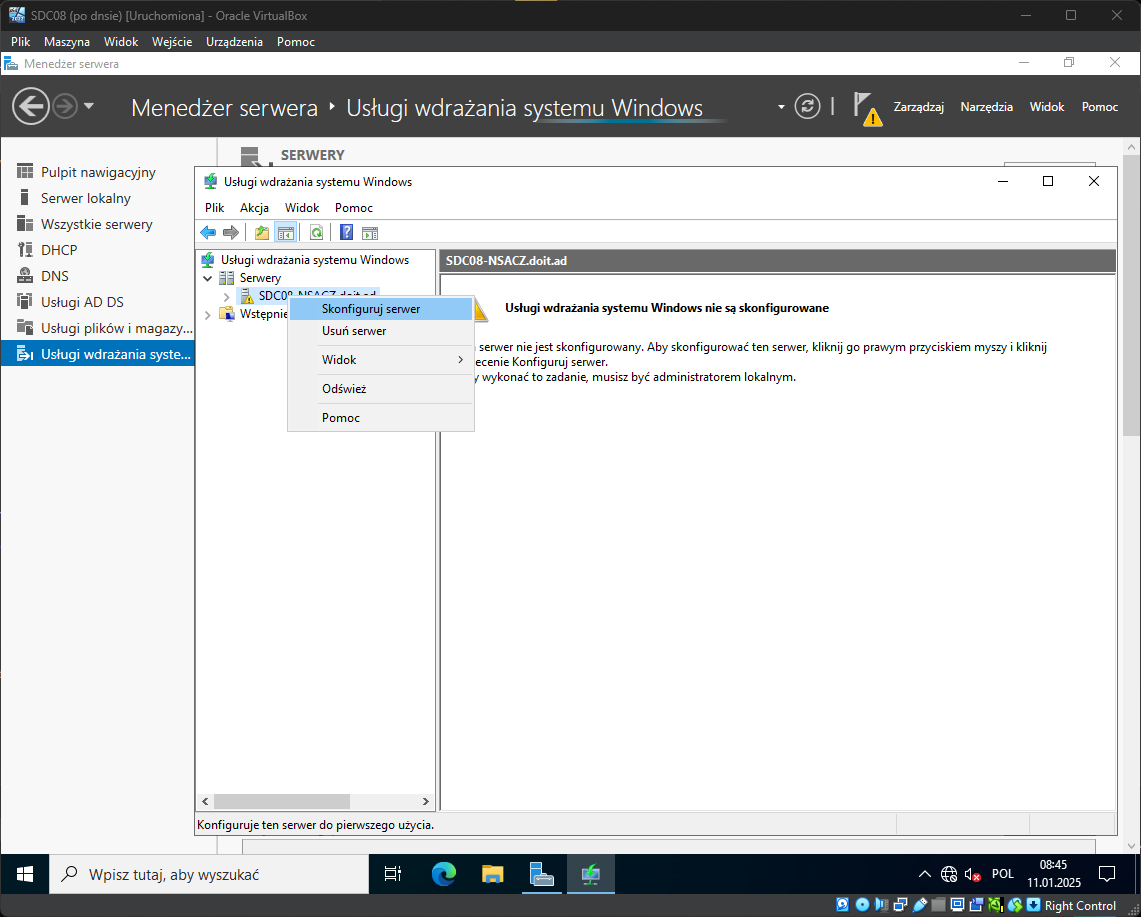 SDC08 (po dnsie) [Uruchomiona] - Oracle VirtualBox
Plik Maszyna Widok Wejście Urządzenia Pomoc
Menedżer serwera
Menedżer serwera Usługi wdrażania systemu Windows
Zarządzaj Narzędzia Widok Pomoc
SERWERY
Pulpit nawigacyjny
Serwer lokalny
Wszystkie serwery
DHCP
DNS
Usługi AD DS
Usługi plików i magazy...
Usługi wdrażania syste...
Usługi wdrażania systemu Windows
Plik Akcja Widok Pomoc
Usługi wdrażania systemu Windows
Serwery
SDC08-NSACZ.doit.ad
Wstępnie
Skonfiguruj serwer
Usuń serwer
Widok
Odśwież
Pomoc
SDC08-NSACZ.doit.ad
Usługi wdrażania systemu Windows nie są skonfigurowane
serwer nie jest skonfigurowany. Aby skonfigurować ten serwer, kliknij go prawym przyciskiem myszy i kliknij
ecenie Konfiguruj serwer.
y wykonać to zadanie, musisz być administratorem lokalnym.
Konfiguruje ten serwer do pierwszego użycia.
Wpisz tutaj, aby wyszukać
POL
08:45
11.01.2025
Right Control